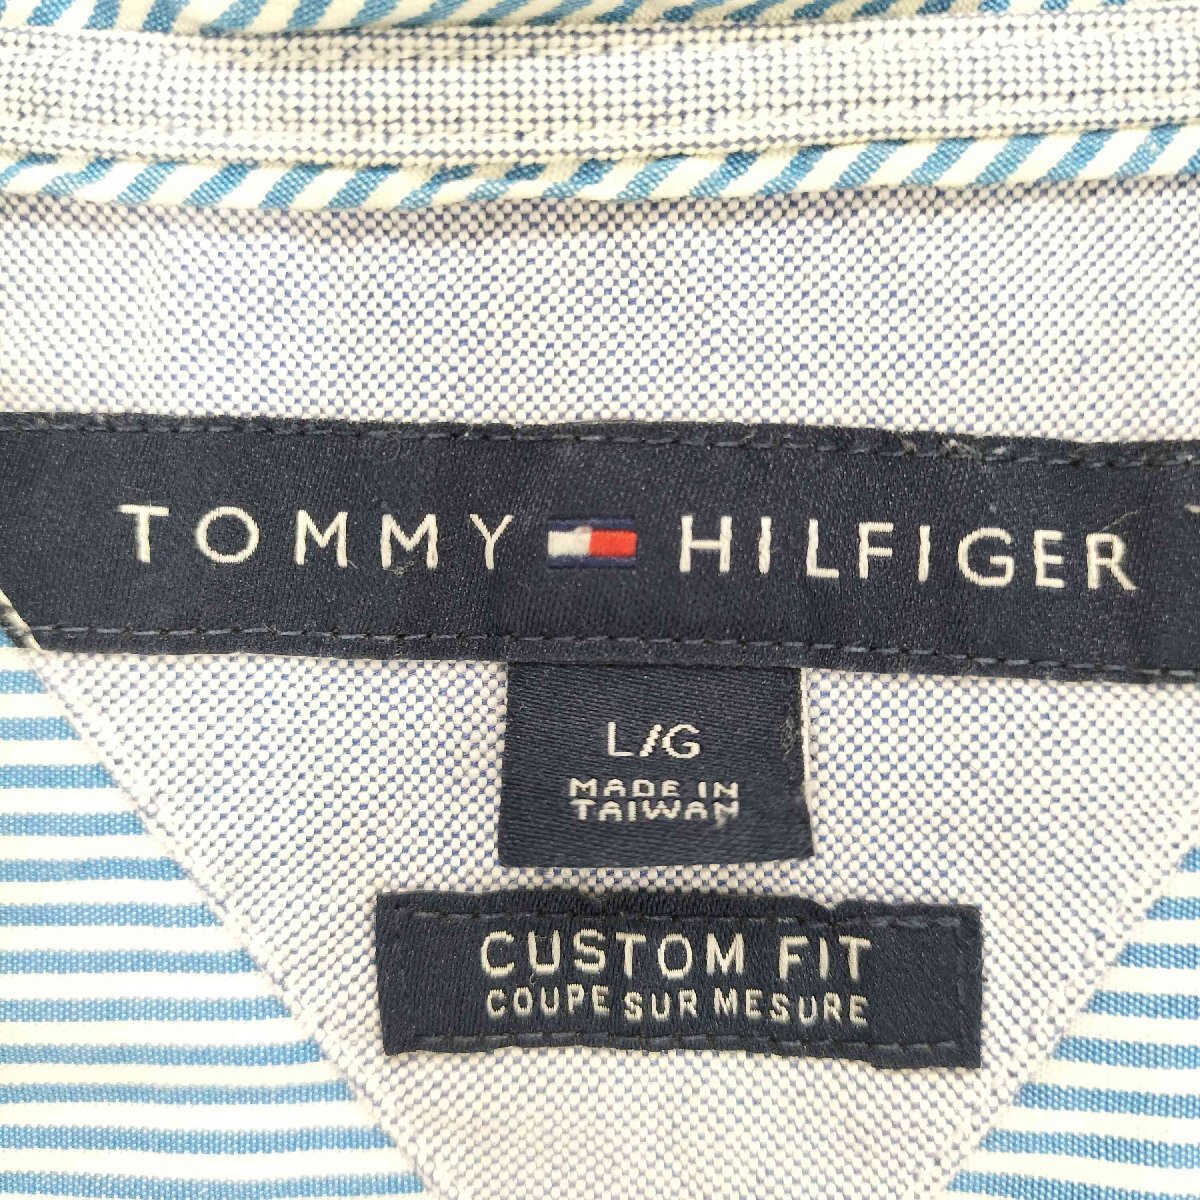 TOMMY HILFIGER
L/G
MADE IN
TAIWAN
CUSTOM FIT
COUPE SUR MESURE